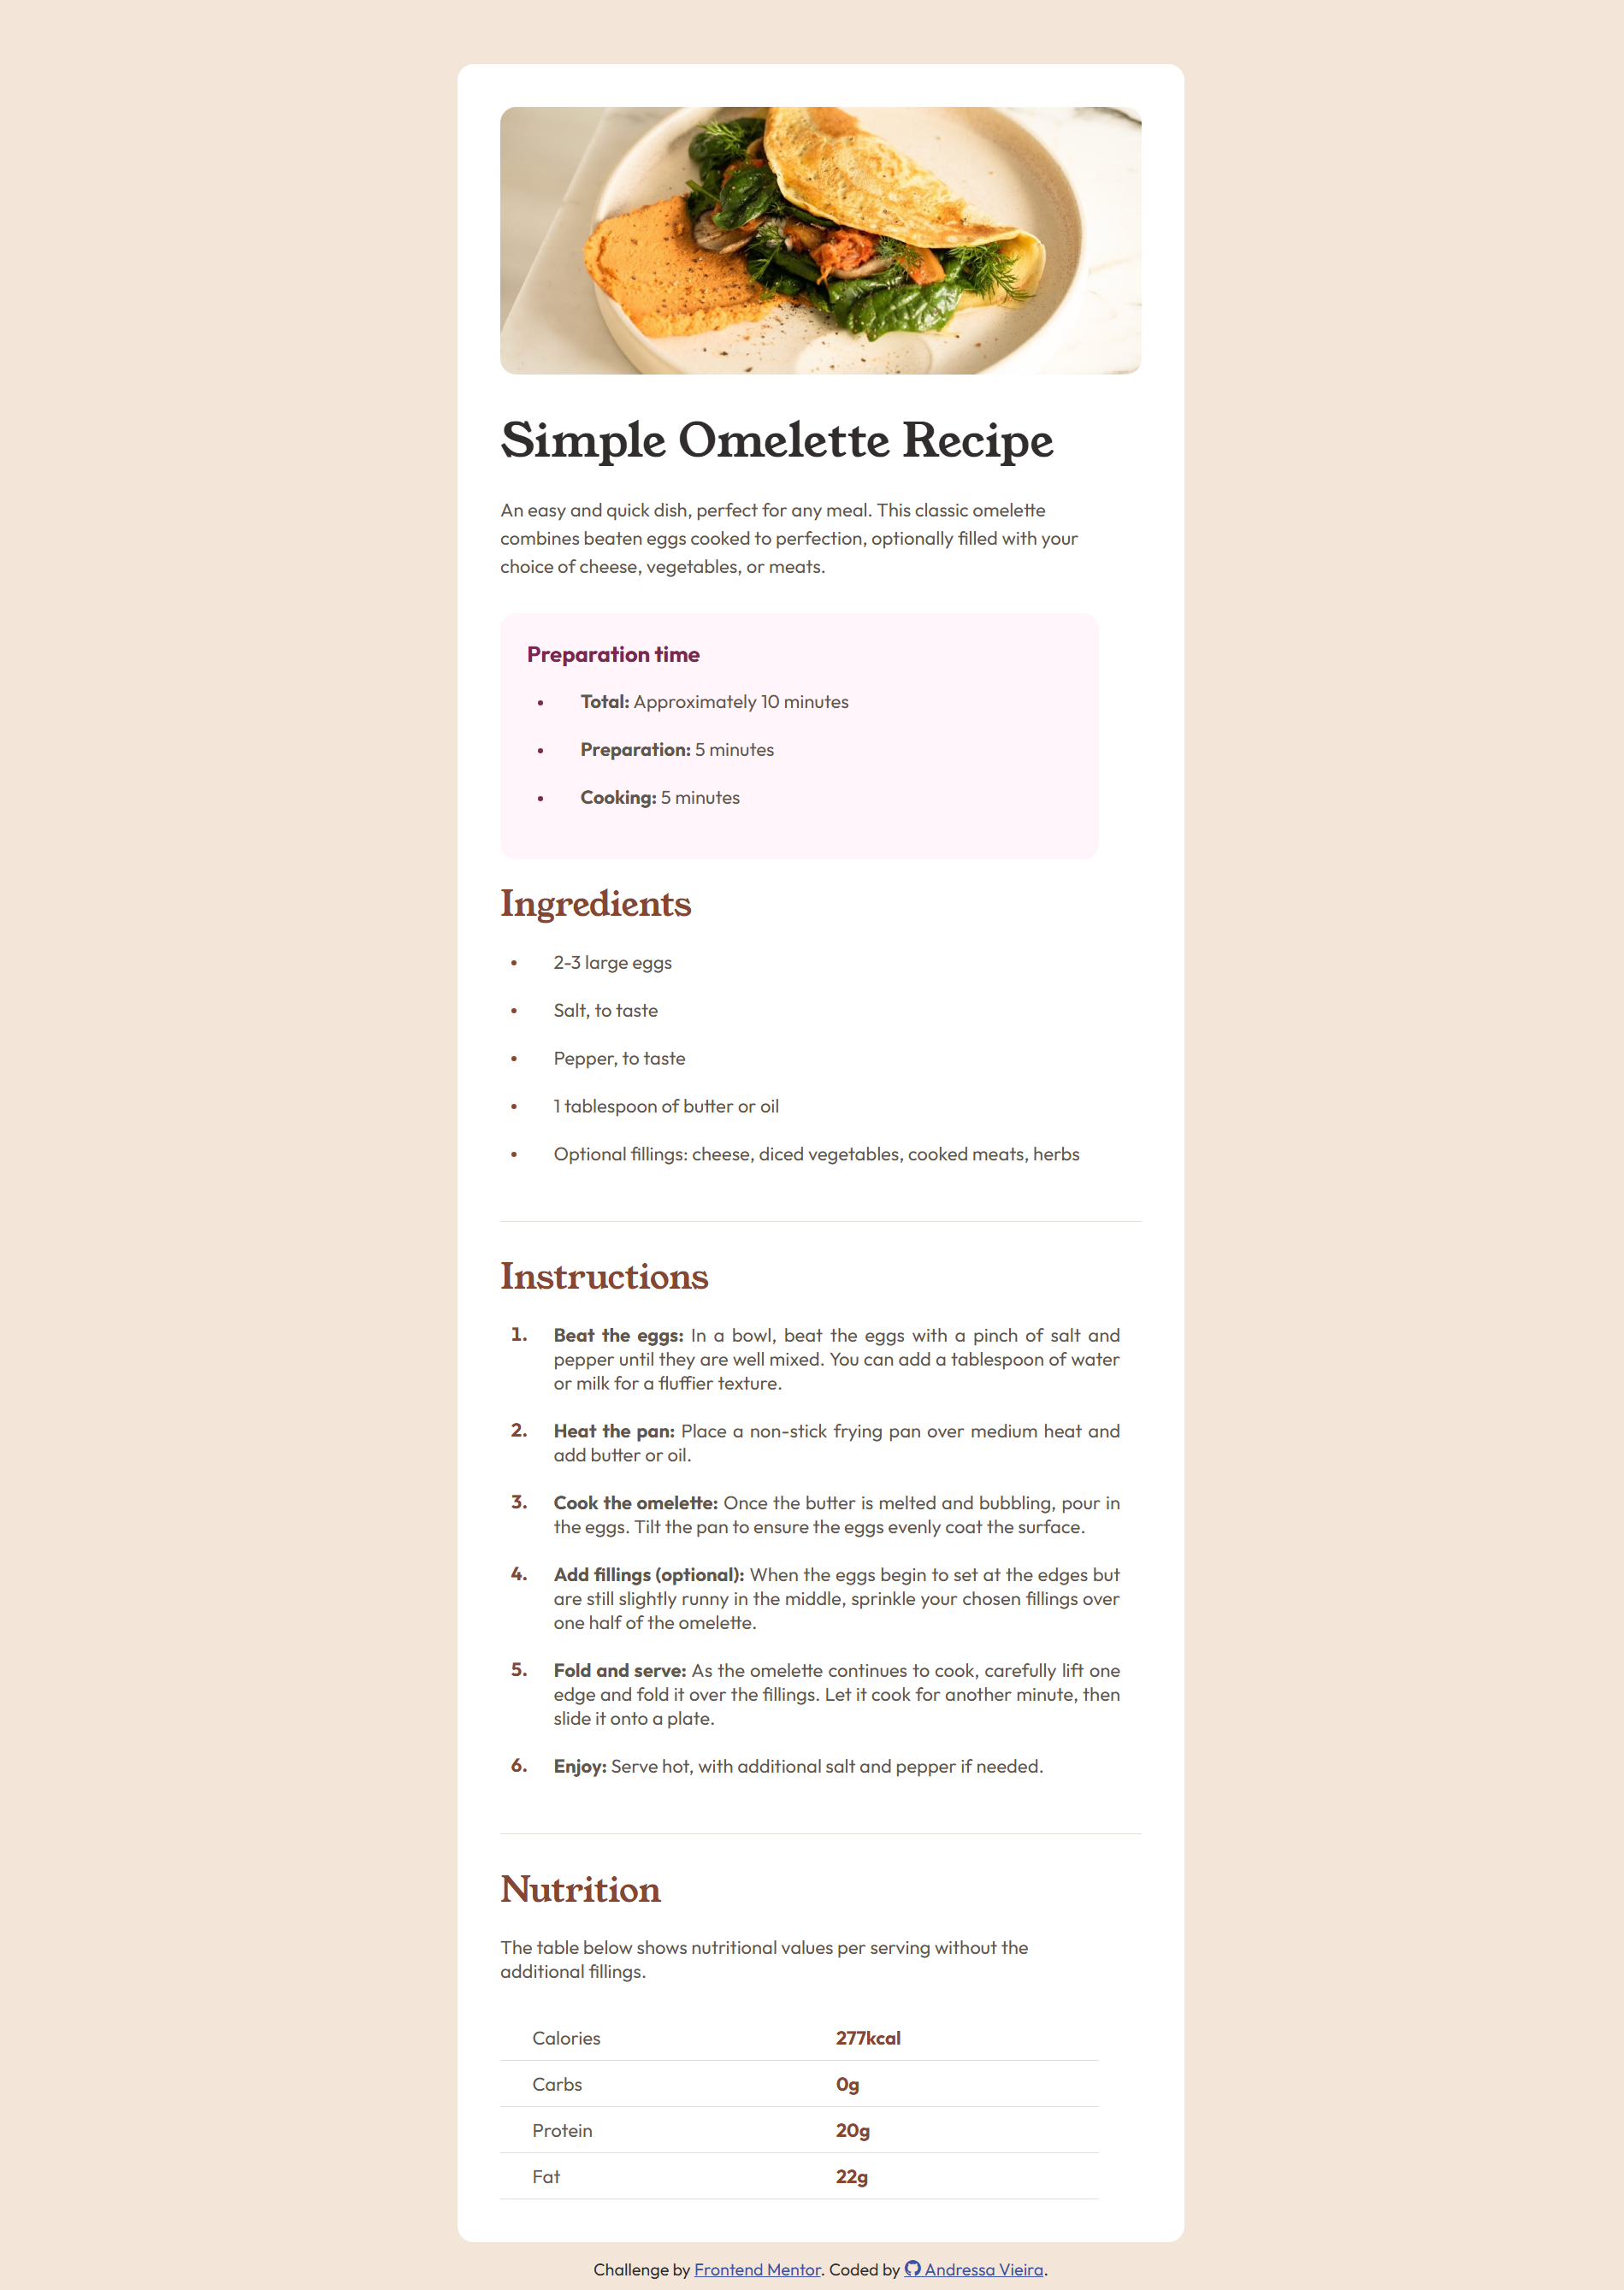 Simple Omelette Recipe
An easy and quick dish, perfect for any meal. This classic omelette
combines beaten eggs cooked to perfection, optionally filled with your
choice of cheese, vegetables, or meats.
Preparation time
• Total: Approximately 10 minutes
• Preparation: 5 minutes
• Cooking: 5 minutes
Ingredients
• 2-3 large eggs
• Salt, to taste
• Pepper, to taste
• 1 tablespoon of butter or oil
• Optional fillings: cheese, diced vegetables, cooked meats, herbs
Instructions
1. Beat the eggs: In a bowl, beat the eggs with a pinch of salt and
pepper until they are well mixed. You can add a tablespoon of water
or milk for a fluffier texture.
2. Heat the pan: Place a non-stick frying pan over medium heat and
add butter or oil.
3. Cook the omelette: Once the butter is melted and bubbling, pour in
the eggs. Tilt the pan to ensure the eggs evenly coat the surface.
4. Add fillings (optional): When the eggs begin to set at the edges but
are still slightly runny in the middle, sprinkle your chosen fillings over
one half of the omelette.
5. Fold and serve: As the omelette continues to cook, carefully lift one
edge and fold it over the fillings. Let it cook for another minute, then
slide it onto a plate.
6. Enjoy: Serve hot, with additional salt and pepper if needed.
Nutrition
The table below shows nutritional values per serving without the
additional fillings.
Calories 277kcal
Carbs 0g
Protein 20g
Fat 22g
Challenge by Frontend Mentor. Coded by Andressa Vieira.